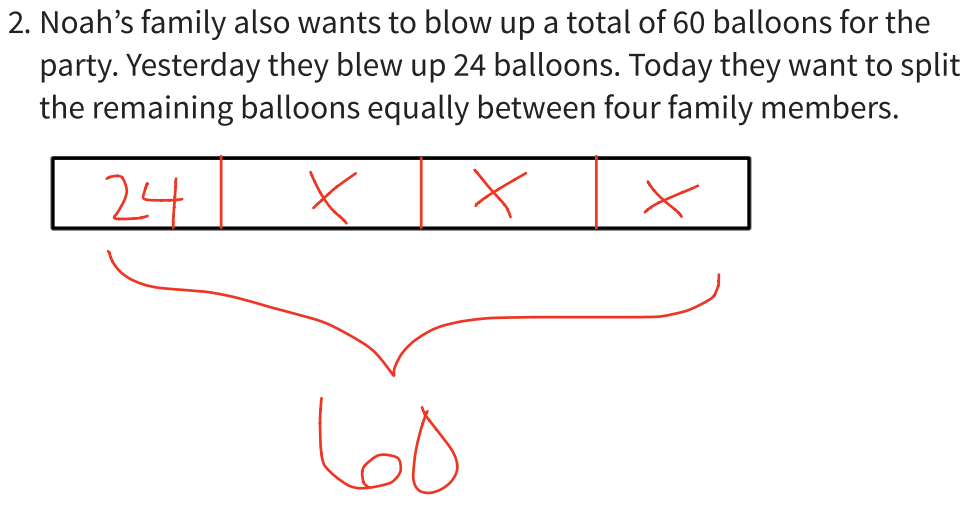 2. Noah’s family also wants to blow up a total of 60 balloons for the
party. Yesterday they blew up 24 balloons. Today they want to split
the remaining balloons equally between four family members.
24 x x x
60